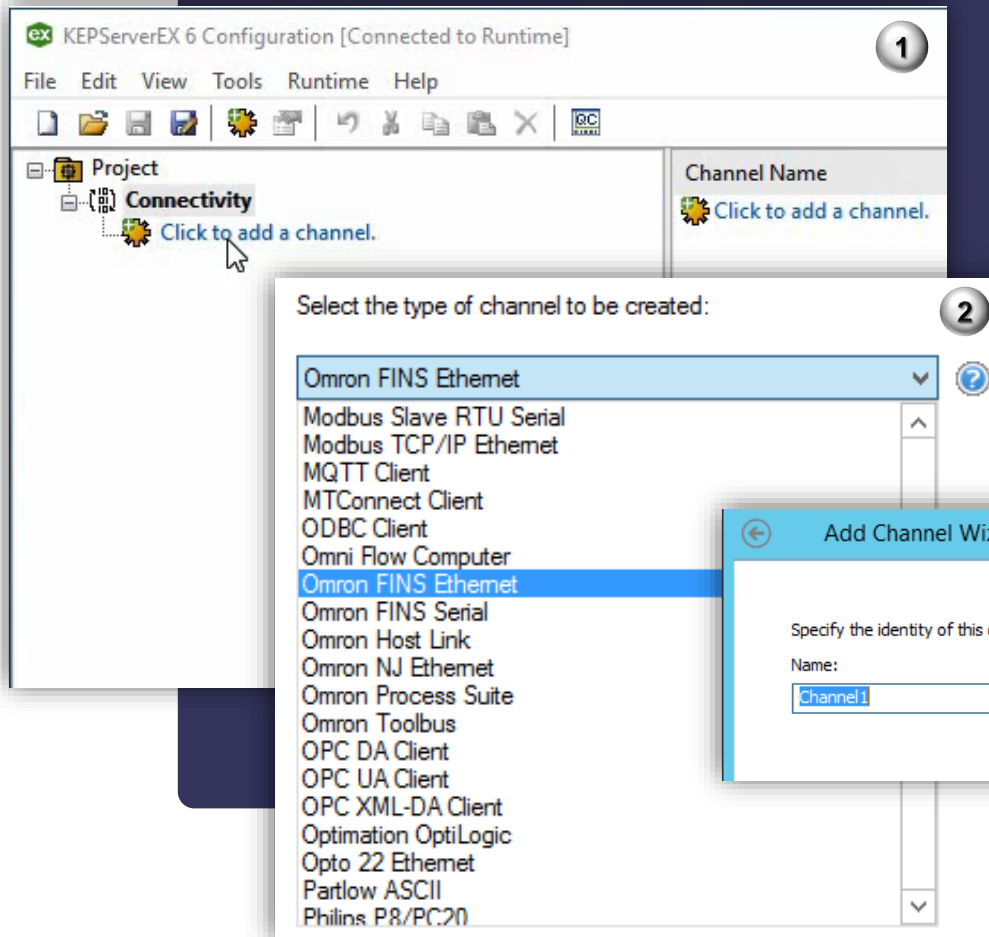 KEPServerEX 6 Configuration [Connected to Runtime]
1
File Edit View Tools Runtime Help
Project
Connectivity
Click to add a channel.
Channel Name
Click to add a channel.
Select the type of channel to be created:
2
Omron FINS Ethernet
Modbus Slave RTU Serial
Modbus TCP/IP Ethernet
MQTT Client
MTConnect Client
ODBC Client
Omni Flow Computer
Omron FINS Ethernet
Omron FINS Serial
Omron Host Link
Omron NJ Ethernet
Omron Process Suite
Omron Toolbus
OPC DA Client
OPC UA Client
OPC XML-DA Client
Optimation OptiLogic
Opto 22 Ethernet
Partlow ASCII
Philips P8/PC20
Add Channel Wiz
Specify the identity of this
Name:
Channel1